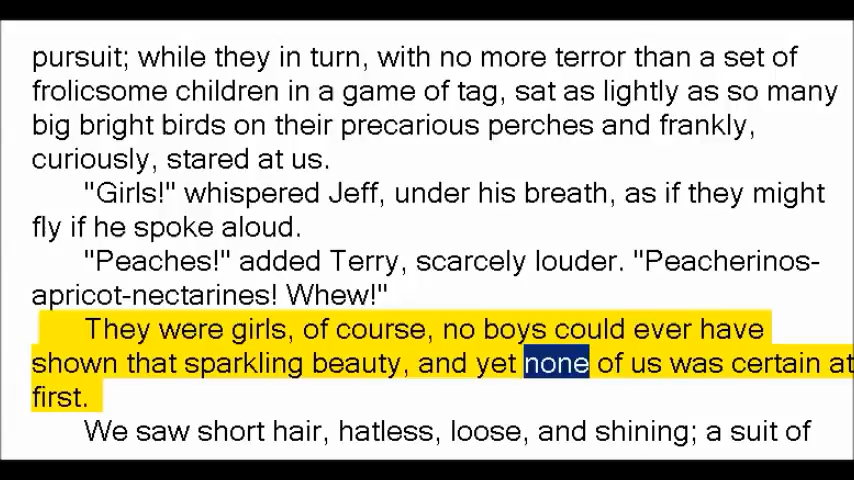 pursuit; while they in turn, with no more terror than a set of
frolicsome children in a game of tag, sat as lightly as so many
big bright birds on their precarious perches and frankly,
curiously, stared at us.
"Girls!" whispered Jeff, under his breath, as if they might
fly if he spoke aloud.
"Peaches!" added Terry, scarcely louder. "Peacherinos-
apricot-nectarines! Whew!"
They were girls, of course, no boys could ever have
shown that sparkling beauty, and yet none of us was certain at
first.
We saw short hair, hatless, loose, and shining; a suit of